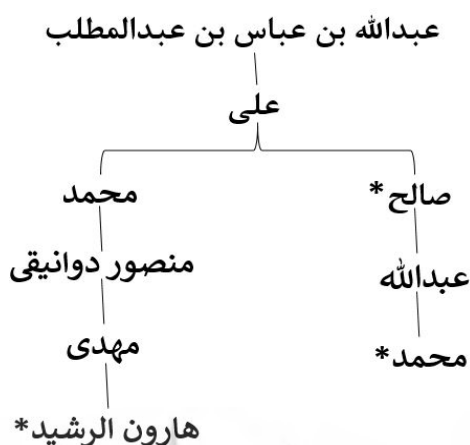 عبدالله بن عباس بن عبدالمطلب
علی
صالح*
محمد
عبدالله
منصور دوانیقی
محمد*
مهدی
هارون الرشید*